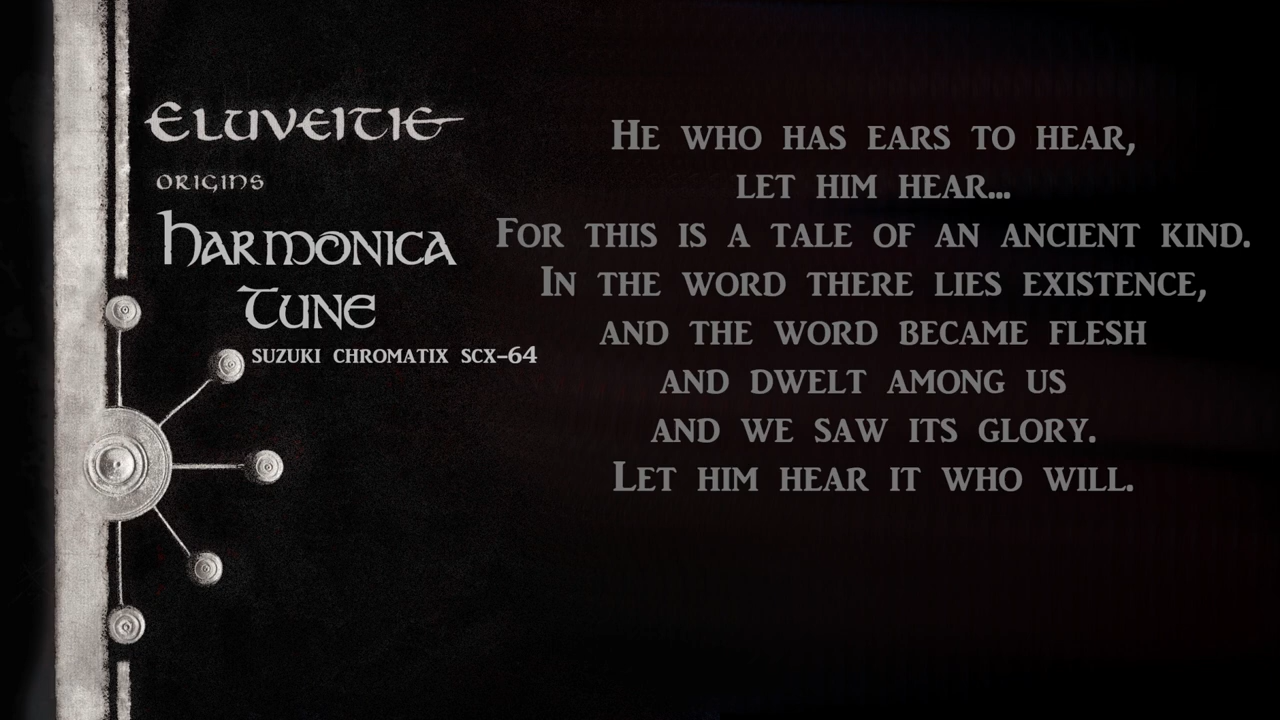 ELUVEITIE
ORIGINS
HARMONICA
TUNE
SUZUKI CHROMATIX SCX-64
HE WHO HAS EARS TO HEAR,
LET HIM HEAR...
FOR THIS IS A TALE OF AN ANCIENT KIND.
IN THE WORD THERE LIES EXISTENCE,
AND THE WORD BECAME FLESH
AND DWELT AMONG US
AND WE SAW ITS GLORY.
LET HIM HEAR IT WHO WILL.